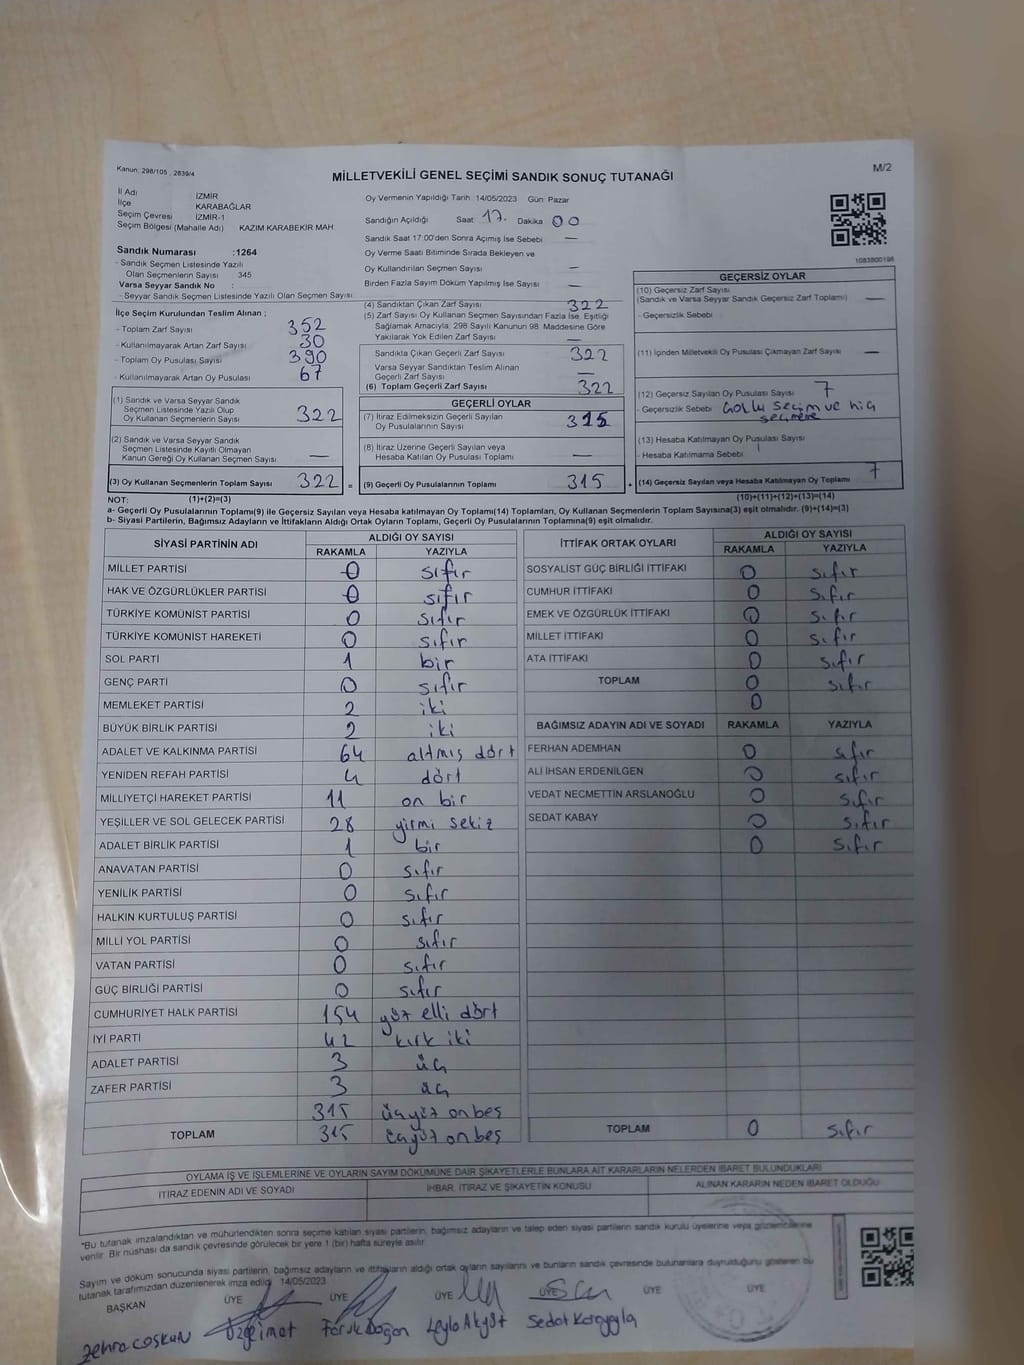 Kanun: 298/105 , 2839/4
MİLLETVEKİLİ GENEL SEÇİMİ SANDIK SONUÇ TUTANAĞI
M/2
İl Adı İZMİR
İlçe KARABAĞLAR
Seçim Çevresi İZMİR-1
Seçim Bölgesi (Mahalle Adı) KAZIM KARABEKİR MAH
Sandık Numarası :1264
- Sandık Seçmen Listesinde Yazılı
Olan Seçmenlerin Sayısı 345
Varsa Seyyar Sandık No :
- Seyyar Sandık Seçmen Listesinde Yazılı Olan Seçmen Sayısı
İlçe Seçim Kurulundan Teslim Alınan ;
- Toplam Zarf Sayısı 352
- Kullanılmayarak Artan Zarf Sayısı 30
- Toplam Oy Pusulası Sayısı 390
- Kullanılmayarak Artan Oy Pusulası 67
(1) Sandık ve Varsa Seyyar Sandık
Seçmen Listesinde Yazılı Olup
Oy Kullanan Seçmenlerin Sayısı 322
(2) Sandık ve Varsa Seyyar Sandık
Seçmen Listesinde Kayıtlı Olmayan
Kanun Gereği Oy Kullanan Seçmen Sayısı —
(3) Oy Kullanan Seçmenlerin Toplam Sayısı 322 =
Oy Vermenin Yapıldığı Tarih 14/05/2023 Gün Pazar
Sandığın Açıldığı Saat 17. Dakika 00
Sandık Saat 17:00'den Sonra Açımış İse Sebebi —
Oy Verme Saati Bitiminde Sırada Bekleyen ve
Oy Kullandırılan Seçmen Sayısı —
Birden Fazla Sayım Döküm Yapılmış İse Sayısı —
(4) Sandıktan Çıkan Zarf Sayısı 322
(5) Zarf Sayısı Oy Kullanan Seçmen Sayısından Fazla İse, Eşitliği
Sağlamak Amacıyla; 298 Sayılı Kanunun 98. Maddesine Göre
Yakılarak Yok Edilen Zarf Sayısı —
Sandıkta Çıkan Geçerli Zarf Sayısı 322
Varsa Seyyar Sandıktan Teslim Alınan
Geçerli Zarf Sayısı —
(6) Toplam Geçerli Zarf Sayısı 322
GEÇERLİ OYLAR
(7) İtiraz Edilmeksizin Geçerli Sayılan
Oy Pusulalarının Sayısı 315
(8) İtiraz Üzerine Geçerli Sayılan veya
Hesaba Katılan Oy Pusulası Toplamı —
(9) Geçerli Oy Pusulalarının Toplamı 315 +
1083800198
GEÇERSİZ OYLAR
(10) Geçersiz Zarf Sayısı
(Sandık ve Varsa Seyyar Sandık Geçersiz Zarf Toplamı) —
- Geçersizlik Sebebi
(11) İçinden Milletvekili Oy Pusulası Çıkmayan Zarf Sayısı —
(12) Geçersiz Sayılan Oy Pusulası Sayısı 7
- Geçersizlik Sebebi Çoklu seçim ve hiç
seçmeme
(13) Hesaba Katılmayan Oy Pusulası Sayısı
- Hesaba Katılmama Sebebi
(14) Geçersiz Sayılan veya Hesaba Katılmayan Oy Toplamı 7
NOT: (1)+(2)=(3) (10)+(11)+(12)+(13)=(14)
a- Geçerli Oy Pusulalarının Toplamı(9) ile Geçersiz Sayılan veya Hesaba katılmayan Oy Toplamı(14) Toplamları, Oy Kullanan Seçmenlerin Toplam Sayısına(3) eşit olmalıdır. (9)+(14)=(3)
b- Siyasi Partilerin, Bağımsız Adayların ve İttifakların Aldığı Ortak Oyların Toplamı, Geçerli Oy Pusulalarının Toplamına(9) eşit olmalıdır.
SİYASİ PARTİNİN ADI ALDIĞI OY SAYISI
RAKAMLA YAZIYLA
MİLLET PARTİSİ 0 sıfır
HAK VE ÖZGÜRLÜKLER PARTİSİ 0 sıfır
TÜRKİYE KOMÜNİST PARTİSİ 0 sıfır
TÜRKİYE KOMÜNİST HAREKETİ 0 sıfır
SOL PARTİ 1 bir
GENÇ PARTİ 0 sıfır
MEMLEKET PARTİSİ 2 iki
BÜYÜK BİRLİK PARTİSİ 2 iki
ADALET VE KALKINMA PARTİSİ 64 altmış dört
YENİDEN REFAH PARTİSİ 4 dört
MİLLİYETÇİ HAREKET PARTİSİ 11 on bir
YEŞİLLER VE SOL GELECEK PARTİSİ 28 yirmi sekiz
ADALET BİRLİK PARTİSİ 1 bir
ANAVATAN PARTİSİ 0 sıfır
YENİLİK PARTİSİ 0 sıfır
HALKIN KURTULUŞ PARTİSİ 0 sıfır
MİLLİ YOL PARTİSİ 0 sıfır
VATAN PARTİSİ 0 sıfır
GÜÇ BİRLİĞİ PARTİSİ 0 sıfır
CUMHURİYET HALK PARTİSİ 154 yüz elli dört
İYİ PARTİ 42 kırk iki
ADALET PARTİSİ 3 üç
ZAFER PARTİSİ 3 üç
315 üçyüz on beş
TOPLAM 315 üçyüz on beş
İTTİFAK ORTAK OYLARI ALDIĞI OY SAYISI
RAKAMLA YAZIYLA
SOSYALİST GÜÇ BİRLİĞİ İTTİFAKI 0 sıfır
CUMHUR İTTİFAKI 0 sıfır
EMEK VE ÖZGÜRLÜK İTTİFAKI 0 sıfır
MİLLET İTTİFAKI 0 sıfır
ATA İTTİFAKI 0 sıfır
TOPLAM 0 sıfır
0
BAĞIMSIZ ADAYIN ADI VE SOYADI RAKAMLA YAZIYLA
FERHAN ADEMHAN 0 sıfır
ALİ İHSAN ERDENİLGEN 0 sıfır
VEDAT NECMETTİN ARSLANOĞLU 0 sıfır
SEDAT KABAY 0 sıfır
0 sıfır
TOPLAM 0 sıfır
OYLAMA İŞ VE İŞLEMLERİNE VE OYLARIN SAYIM DÖKÜMÜNE DAİR ŞİKAYETLERLE BUNLARA AİT KARARLARIN NELERDEN İBARET BULUNDUKLARI
İTİRAZ EDENİN ADI VE SOYADI İHBAR, İTİRAZ VE ŞİKAYETİN KONUSU ALINAN KARARIN NEDEN İBARET OLDUĞU
*Bu tutanak imzalandıktan ve mühürlendikten sonra seçime katılan siyasi partilerin, bağımsız adayların ve talep eden siyasi partilerin sandık kurulu üyelerine veya gözlemcilerine
verilir. Bir nüshası da sandık çevresinde görülecek bir yere 1 (bir) hafta süreyle asılır.
Sayım ve döküm sonucunda siyasi partilerin, bağımsız adayların ve ittifakların aldığı ortak oyların sayısını ve bunların sandık çevresinde bulunanlara duyrulduğunu gösteren bu
tutanak tarafımızdan düzenlenerek imza edildi. 14/05/2023
BAŞKAN ÜYE ÜYE ÜYE ÜYE ÜYE ÜYE
Zehra COŞKUN Faruk Doğan Leyla Akyüt Sedat